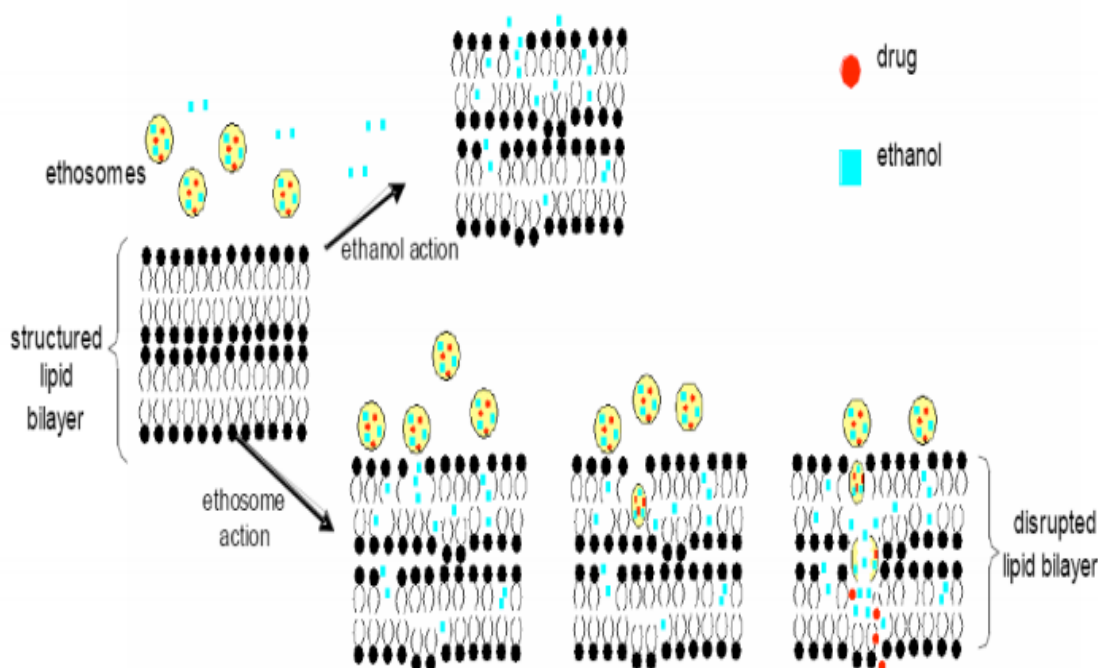 drug
ethanol
ethosomes
ethanol action
structured
lipid
bilayer
ethosome
action
disrupted
lipid bilayer